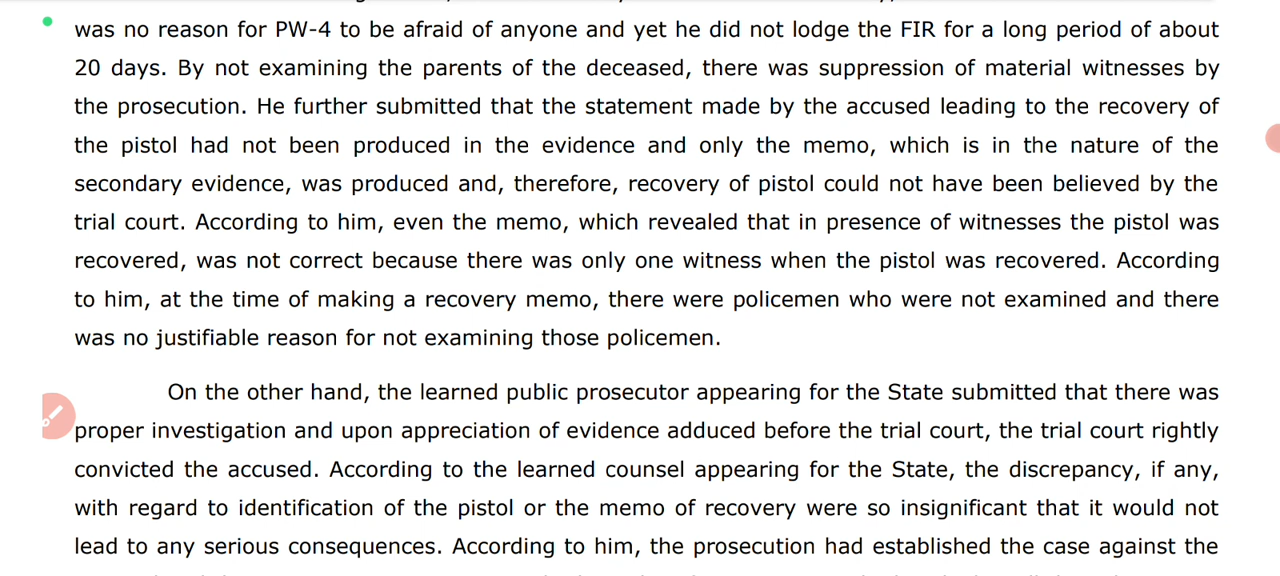 was no reason for PW-4 to be afraid of anyone and yet he did not lodge the FIR for a long period of about
20 days. By not examining the parents of the deceased, there was suppression of material witnesses by
the prosecution. He further submitted that the statement made by the accused leading to the recovery of
the pistol had not been produced in the evidence and only the memo, which is in the nature of the
secondary evidence, was produced and, therefore, recovery of pistol could not have been believed by the
trial court. According to him, even the memo, which revealed that in presence of witnesses the pistol was
recovered, was not correct because there was only one witness when the pistol was recovered. According
to him, at the time of making a recovery memo, there were policemen who were not examined and there
was no justifiable reason for not examining those policemen.
On the other hand, the learned public prosecutor appearing for the State submitted that there was
proper investigation and upon appreciation of evidence adduced before the trial court, the trial court rightly
convicted the accused. According to the learned counsel appearing for the State, the discrepancy, if any,
with regard to identification of the pistol or the memo of recovery were so insignificant that it would not
lead to any serious consequences. According to him, the prosecution had established the case against the